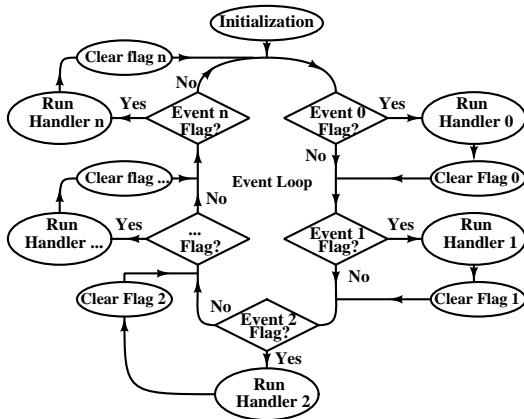 Initialization
Clear flag n
No
Run
Handler n
Yes
Event n
Flag?
Event 0
Flag?
Yes
Run
Handler 0
No
Clear flag ...
Event Loop
Clear Flag 0
No
Run
Handler ...
Yes
...
Flag?
Event 1
Flag?
Yes
Run
Handler 1
No
Clear Flag 2
No
Event 2
Flag?
Clear Flag 1
Yes
Run
Handler 2